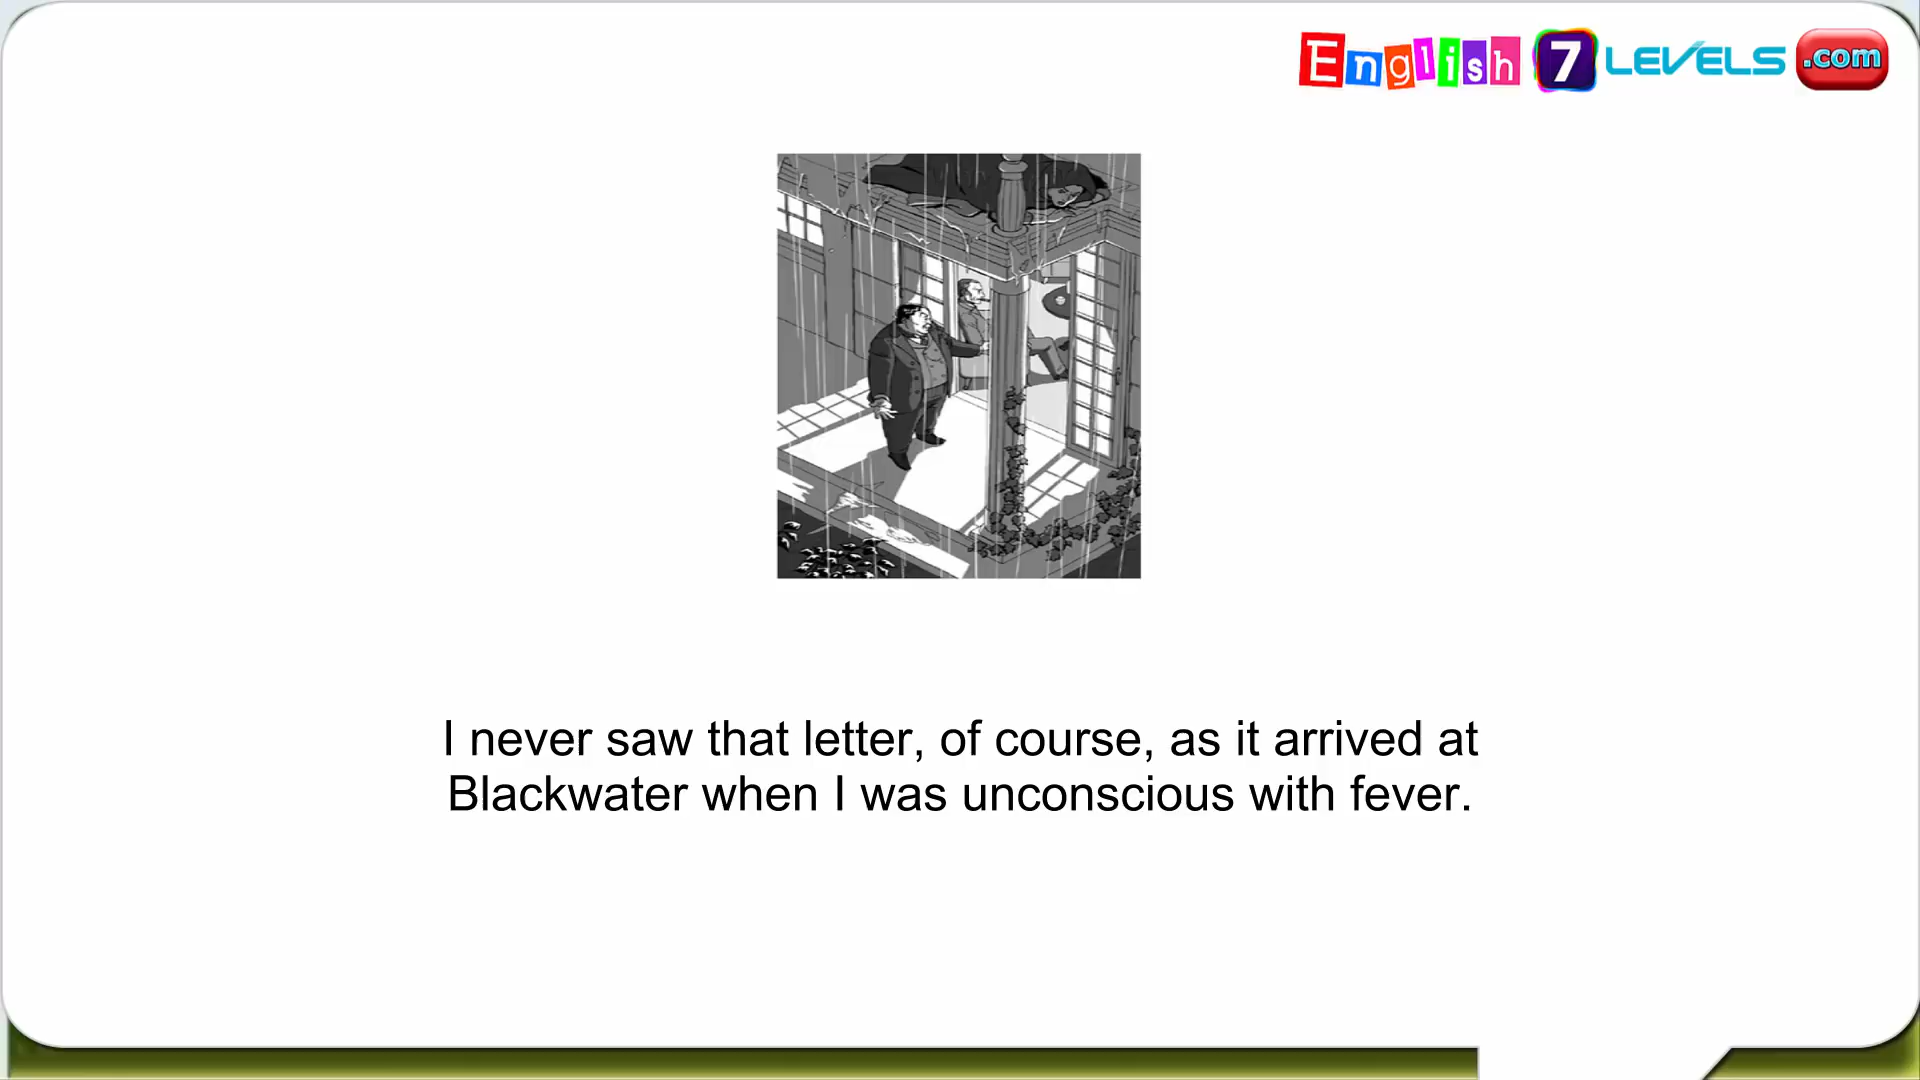 English 7 LEVELS .com
I never saw that letter, of course, as it arrived at
Blackwater when I was unconscious with fever.